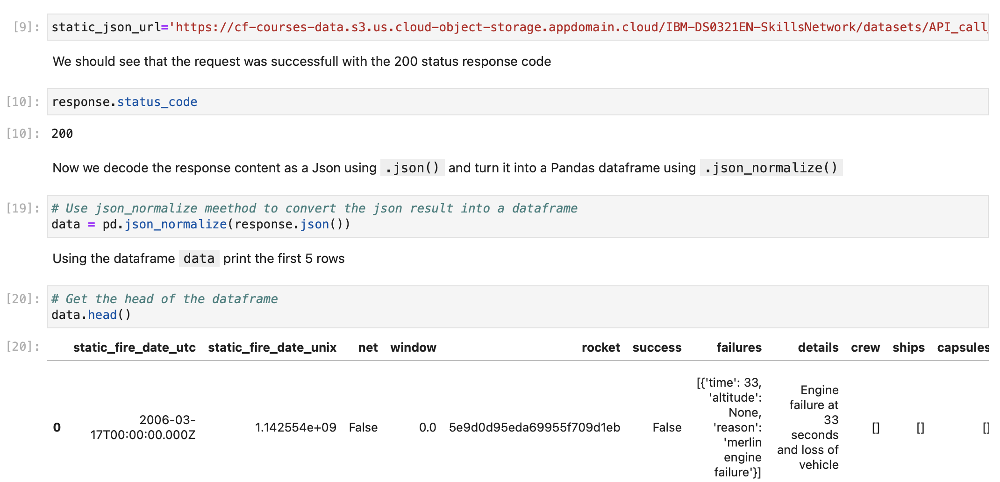 [9]: static_json_url='https://cf-courses-data.s3.us.cloud-object-storage.appdomain.cloud/IBM-DS0321EN-SkillsNetwork/datasets/API_call_
We should see that the request was successfull with the 200 status response code
[10]: response.status_code
[10]: 200
Now we decode the response content as a Json using .json() and turn it into a Pandas dataframe using .json_normalize()
[19]: # Use json_normalize meethod to convert the json result into a dataframe
data = pd.json_normalize(response.json())
Using the dataframe data print the first 5 rows
[20]: # Get the head of the dataframe
data.head()
[20]: static_fire_date_utc static_fire_date_unix net window rocket success failures details crew ships capsules
0 2006-03-17T00:00:00.000Z 1.142554e+09 False 0.0 5e9d0d95eda69955f709d1eb False [{'time': 33, 'altitude': None, 'reason': 'merlin engine failure'}] Engine failure at 33 seconds and loss of vehicle [] [] []